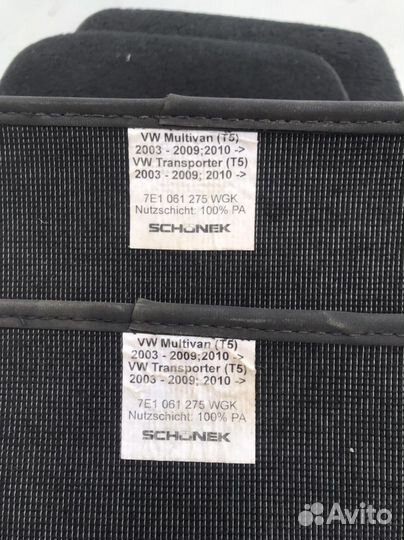 VW Multivan (T5)
2003 - 2009;2010 ->
VW Transporter (T5)
2003 - 2009; 2010 ->
7E1 061 275 WGK
Nutzschicht: 100% PA
SCHÖNEK
VW Multivan (T5)
2003 - 2009;2010 ->
VW Transporter (T5)
2003 - 2009; 2010 ->
7E1 061 275 WGK
Nutzschicht: 100% PA
SCHÖNEK
Avito